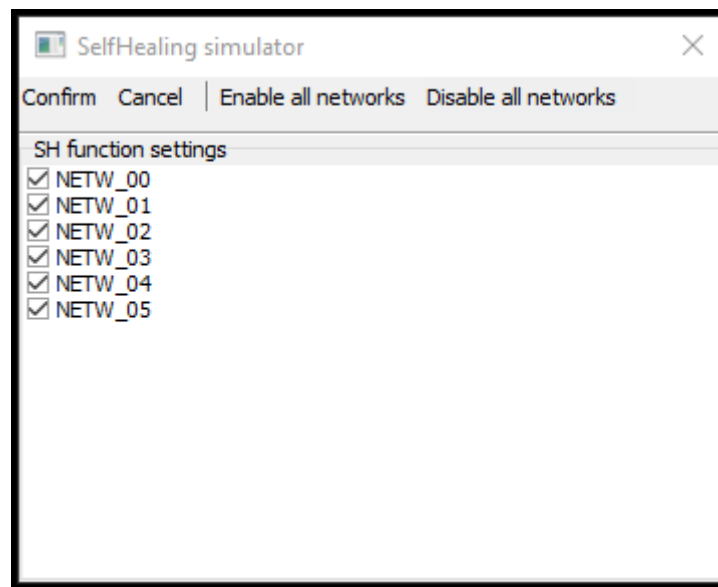 SelfHealing simulator
Confirm Cancel Enable all networks Disable all networks
SH function settings
NETW_00
NETW_01
NETW_02
NETW_03
NETW_04
NETW_05